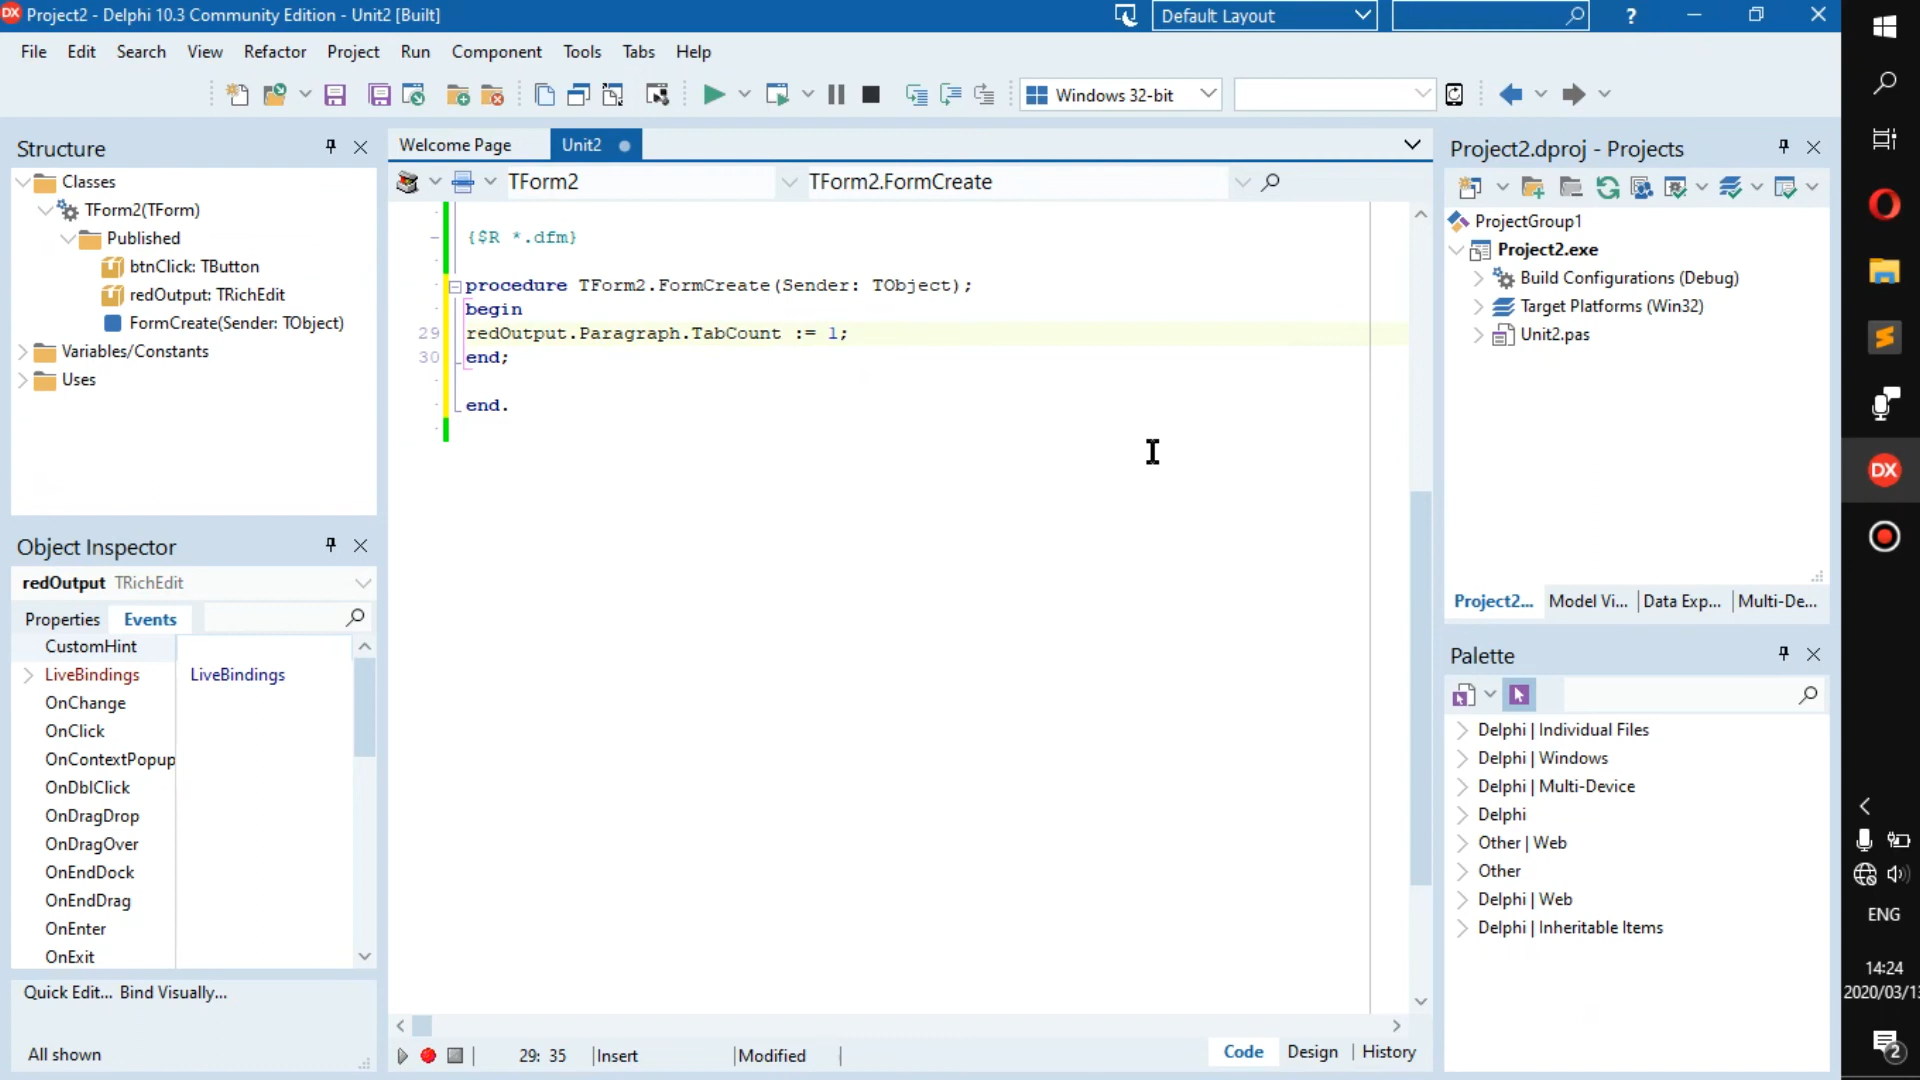 DX Project2 - Delphi 10.3 Community Edition - Unit2 [Built]
Default Layout
?
File Edit Search View Refactor Project Run Component Tools Tabs Help
Windows 32-bit
Structure
Classes
TForm2(TForm)
Published
btnClick: TButton
redOutput: TRichEdit
FormCreate(Sender: TObject)
Variables/Constants
Uses
Object Inspector
redOutput TRichEdit
Properties Events
CustomHint
LiveBindings LiveBindings
OnChange
OnClick
OnContextPopup
OnDblClick
OnDragDrop
OnDragOver
OnEndDock
OnEndDrag
OnEnter
OnExit
Quick Edit... Bind Visually...
All shown
Welcome Page Unit2
TForm2 TForm2.FormCreate
{$R *.dfm}
procedure TForm2.FormCreate(Sender: TObject);
begin
29 redOutput.Paragraph.TabCount := 1;
30 end;
end.
29: 35 Insert Modified
Code Design History
Project2.dproj - Projects
ProjectGroup1
Project2.exe
Build Configurations (Debug)
Target Platforms (Win32)
Unit2.pas
Project2... Model Vi... Data Exp... Multi-De...
Palette
Delphi | Individual Files
Delphi | Windows
Delphi | Multi-Device
Delphi
Other | Web
Other
Delphi | Web
Delphi | Inheritable Items
DX
ENG
14:24
2020/03/13
2